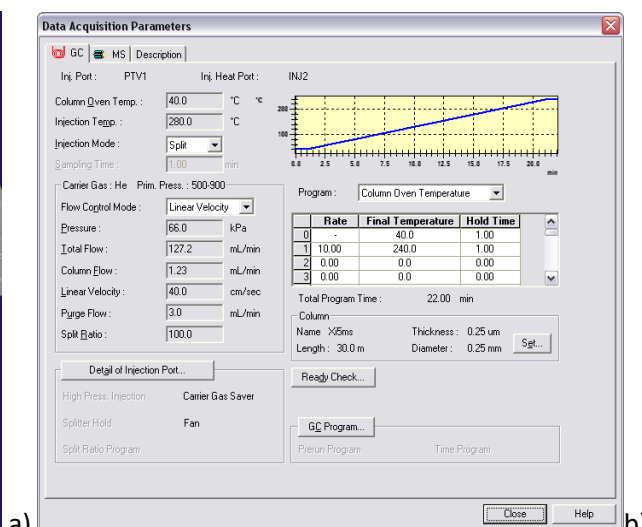 Data Acquisition Parameters
GC MS Description
Inj. Port : PTV1 Inj. Heat Port : INJ2
Column Oven Temp. : 40.0 °C
Injection Temp. : 280.0 °C
Injection Mode : Split
Sampling Time : 1.00 min
Carrier Gas : He Prim. Press. : 500-900
Flow Control Mode : Linear Velocity
Pressure : 66.0 kPa
Total Flow : 127.2 mL/min
Column Flow : 1.23 mL/min
Linear Velocity : 40.0 cm/sec
Purge Flow : 3.0 mL/min
Split Ratio : 100.0
Detail of Injection Port...
High Press. Injection Carrier Gas Saver
Splitter Hold Fan
Split Ratio Program
°C
200
100
0.0 2.5 5.0 7.5 10.0 12.5 15.0 17.5 20.0
min
Program : Column Oven Temperature
Rate Final Temperature Hold Time
0 - 40.0 1.00
1 10.00 240.0 1.00
2 0.00 0.0 0.00
3 0.00 0.0 0.00
Total Program Time : 22.00 min
Column
Name Xi5ms Thickness : 0.25 um
Length : 30.0 m Diameter : 0.25 mm
Set...
Ready Check...
GC Program...
Prerun Program Time Program
Close Help
a) b)